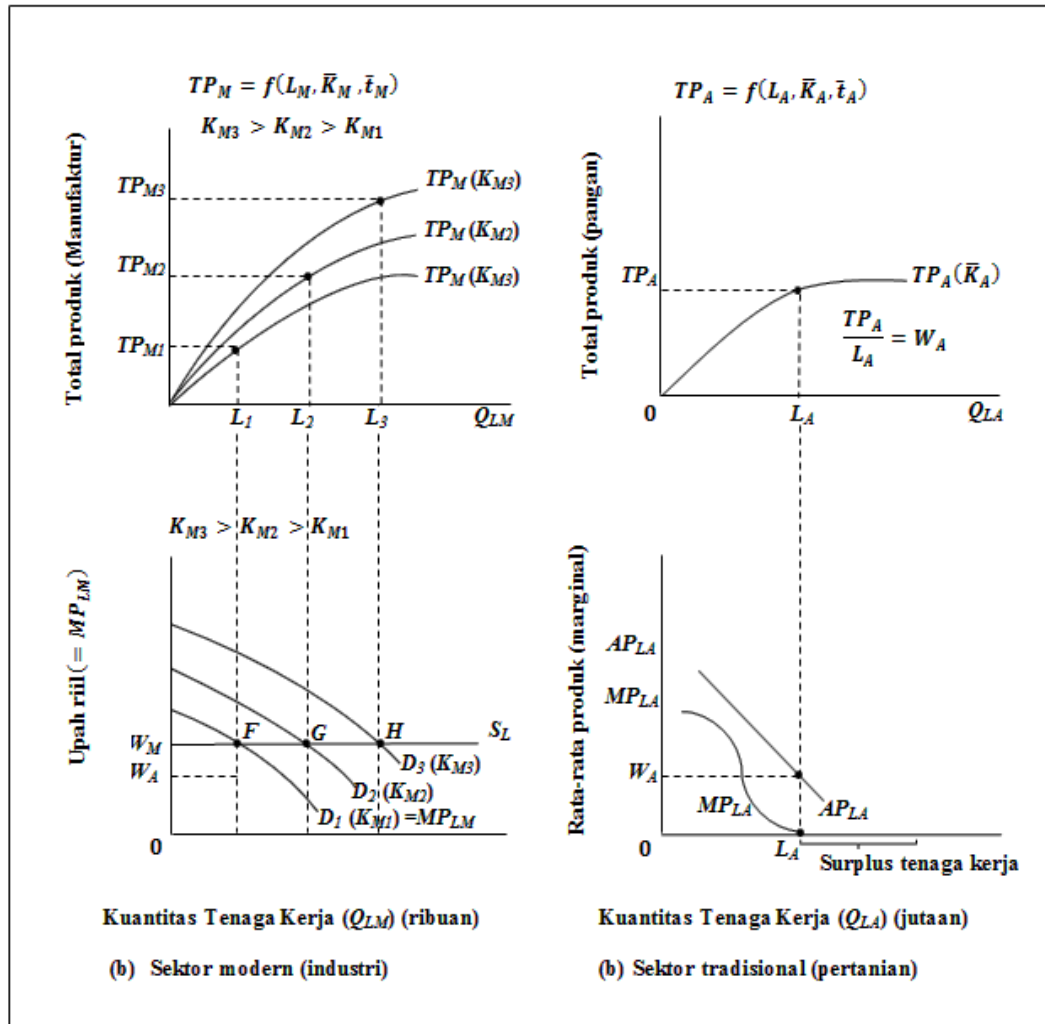 TP_M = f(L_M, K̄_M, t̄_M)
K_M3 > K_M2 > K_M1
Total produk (Manufaktur)
TP_M3
TP_M2
TP_M1
TP_M(K_M3)
TP_M(K_M2)
TP_M(K_M3)
L_1 L_2 L_3 Q_LM
TP_A = f(L_A, K̄_A, t̄_A)
Total produk (pangan)
TP_A
TP_A(K̄_A)
TP_A / L_A = W_A
0 L_A Q_LA
K_M3 > K_M2 > K_M1
Upah riil (= MP_LM)
W_M
W_A
0
F G H S_L
D_3 (K_M3)
D_2 (K_M2)
D_1 (K_M1) = MP_LM
Rata-rata produk (marginal)
AP_LA
MP_LA
W_A
MP_LA
AP_LA
0
L_A
Surplus tenaga kerja
Kuantitas Tenaga Kerja (Q_LM) (ribuan)
(b) Sektor modern (industri)
Kuantitas Tenaga Kerja (Q_LA) (jutaan)
(b) Sektor tradisional (pertanian)